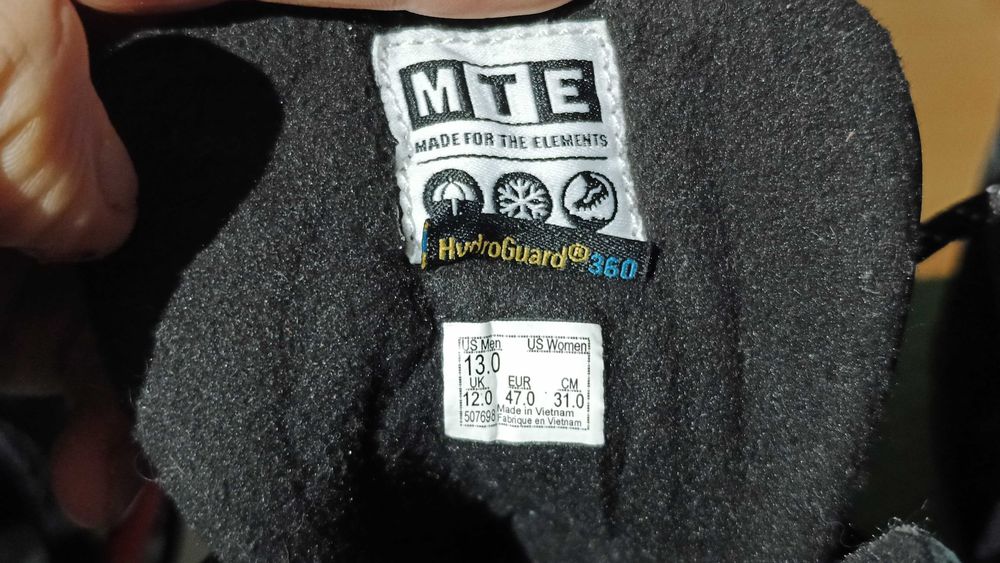 MTE
MADE FOR THE ELEMENTS
HydroGuard® 360
US Men US Women
13.0
UK EUR CM
12.0 47.0 31.0
507698 Made in Vietnam
Fabrique en Vietnam